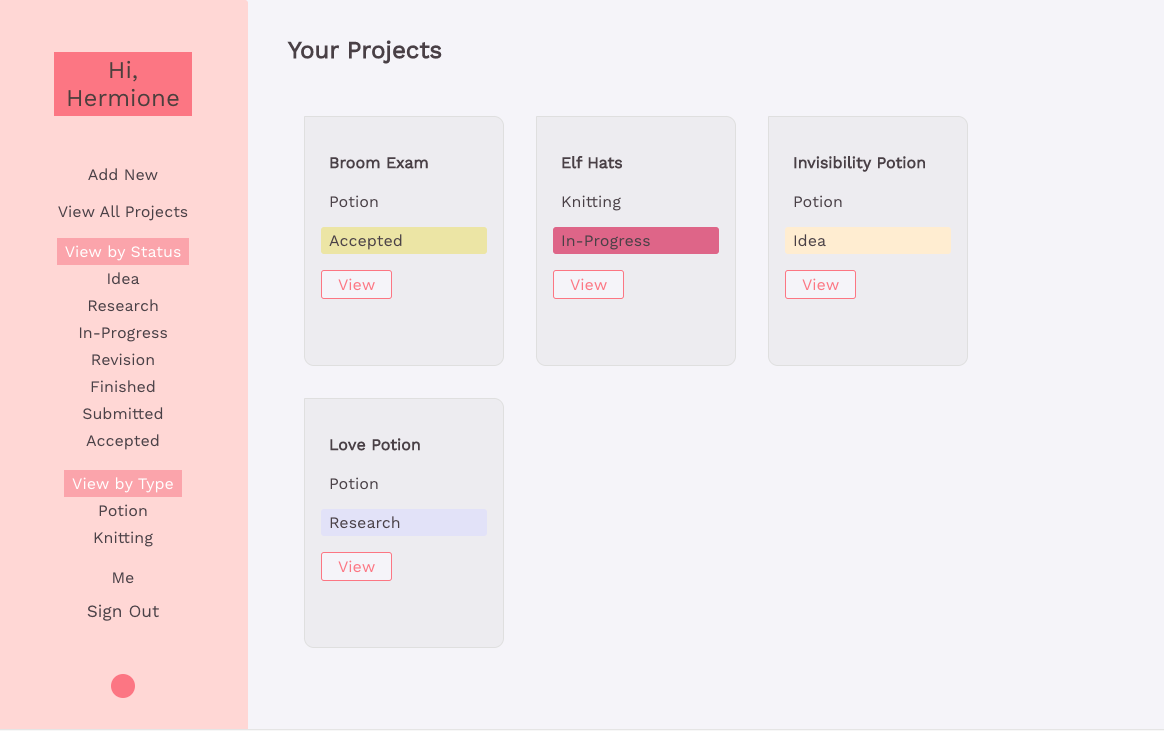 Hi,
Hermione
Add New
View All Projects
View by Status
Idea
Research
In-Progress
Revision
Finished
Submitted
Accepted
View by Type
Potion
Knitting
Me
Sign Out
Your Projects
Broom Exam
Potion
Accepted
View
Elf Hats
Knitting
In-Progress
View
Invisibility Potion
Potion
Idea
View
Love Potion
Potion
Research
View